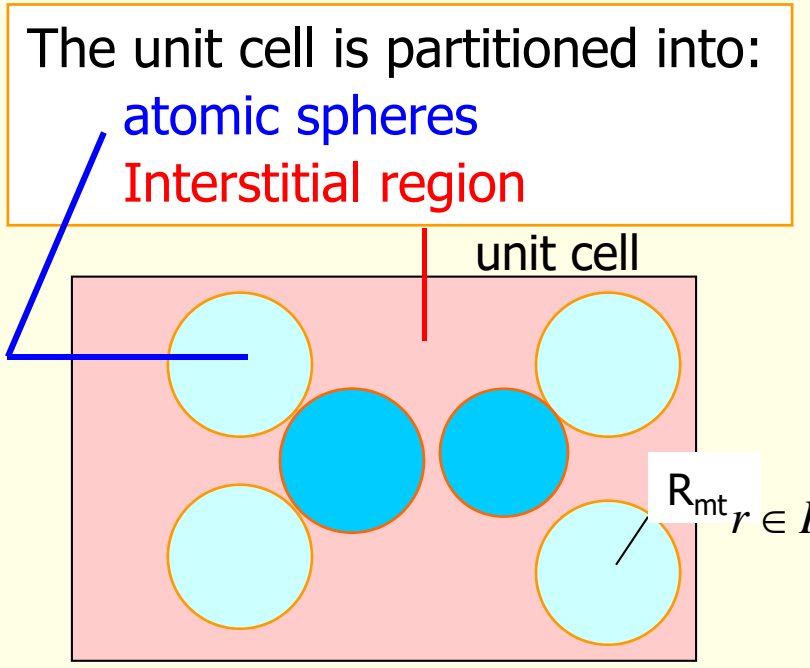 The unit cell is partitioned into:
atomic spheres
Interstitial region
unit cell
Rmt
r ∈ I